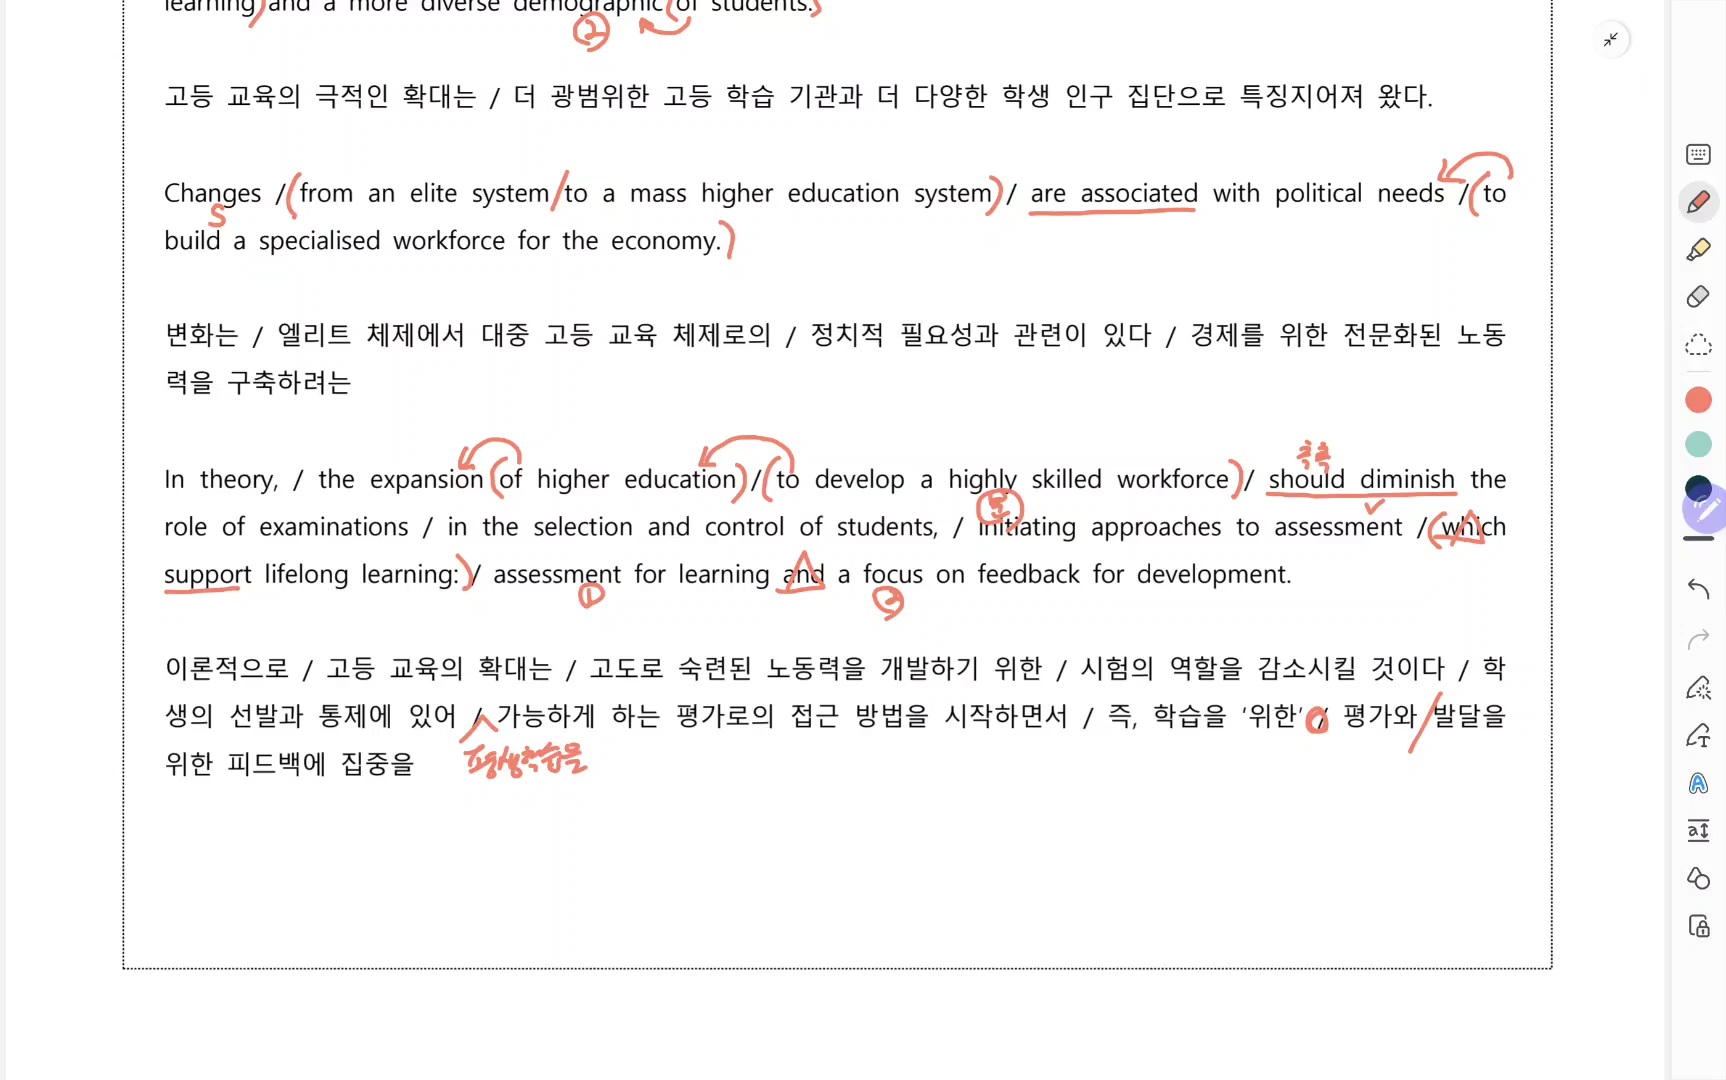 learning) and a more diverse demographic (of students.)
②
고등 교육의 극적인 확대는 / 더 광범위한 고등 학습 기관과 더 다양한 학생 인구 집단으로 특징지어져 왔다.
Changes / (from an elite system / to a mass higher education system) / are associated with political needs / (to
S
build a specialised workforce for the economy.)
변화는 / 엘리트 체제에서 대중 고등 교육 체제로의 / 정치적 필요성과 관련이 있다 / 경제를 위한 전문화된 노동
력을 구축하려는
추측
In theory, / the expansion (of higher education) / (to develop a highly skilled workforce) / should diminish the
분
role of examinations / in the selection and control of students, / initiating approaches to assessment / (which
support lifelong learning:) / assessment for learning and a focus on feedback for development.
① ②
이론적으로 / 고등 교육의 확대는 / 고도로 숙련된 노동력을 개발하기 위한 / 시험의 역할을 감소시킬 것이다 / 학
생의 선발과 통제에 있어 / 가능하게 하는 평가로의 접근 방법을 시작하면서 / 즉, 학습을 '위한' / 평가와 / 발달을
평생학습을
위한 피드백에 집중을